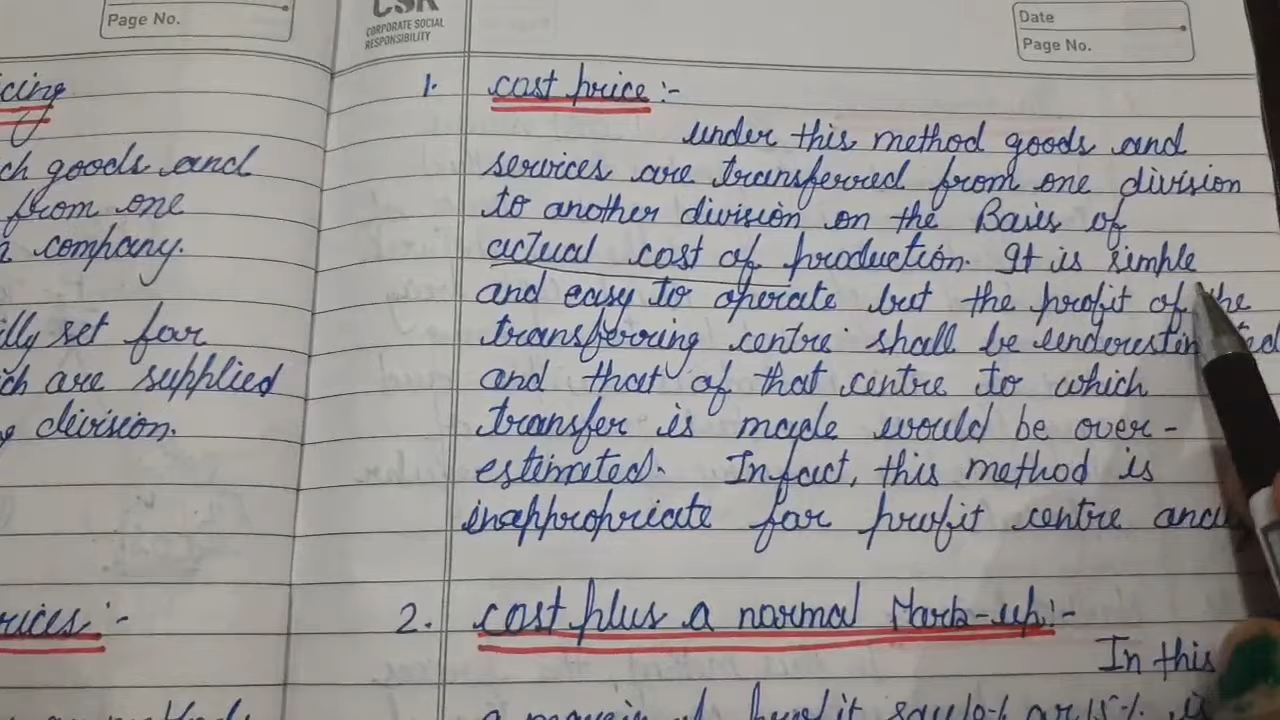 Page No.
CSR
CORPORATE SOCIAL
RESPONSIBILITY
cing
ch goods and
from one
company.
lly set for
ich are supplied
division.
rices :-
Date
Page No.
1. cost price :-
under this method goods and
services are transferred from one division
to another division on the Basis of
actual cost of production. It is simple
and easy to operate but the profit of the
transferring centre shall be
and that of that centre to which
transfer is made would be over-
estimated. In fact, this method is
inappropriate for profit centre
2. cost plus a normal Mark-up :-
In this